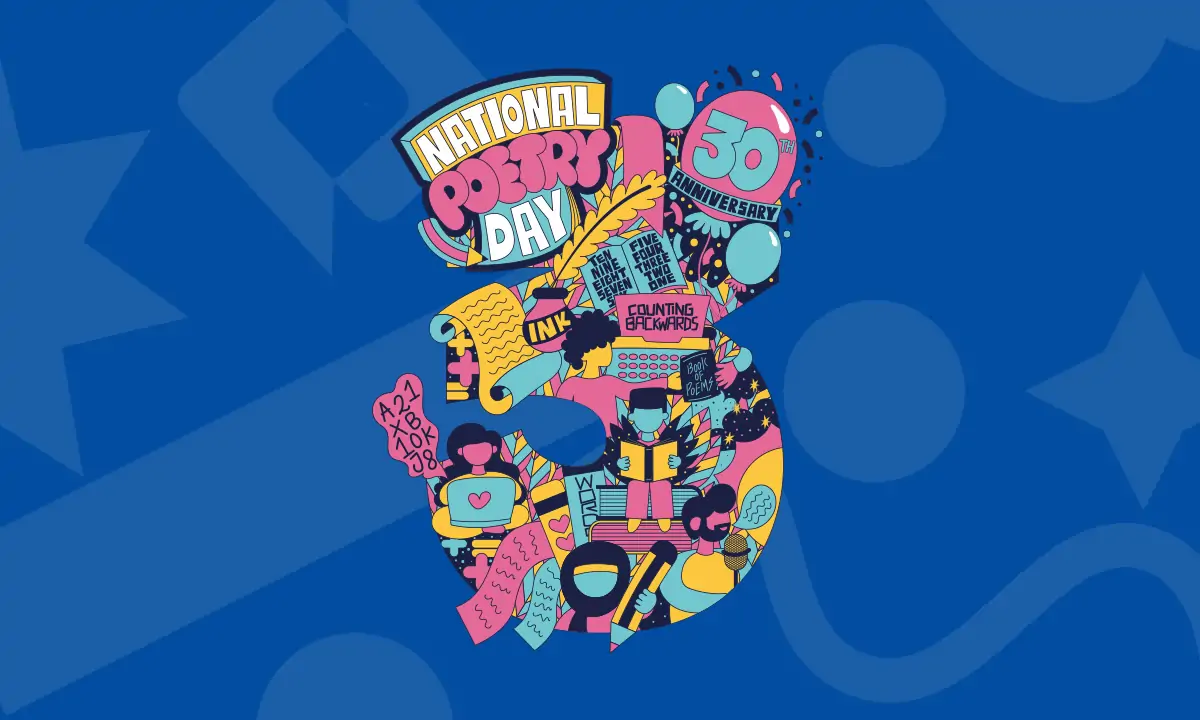 NATIONAL
POETRY
DAY
30TH
ANNIVERSARY
TEN
NINE
EIGHT
SEVEN
SIX
FIVE
FOUR
THREE
TWO
ONE
COUNTING
BACKWARDS
INK
BOOK
OF
POEMS
A21
XB
10K
J8